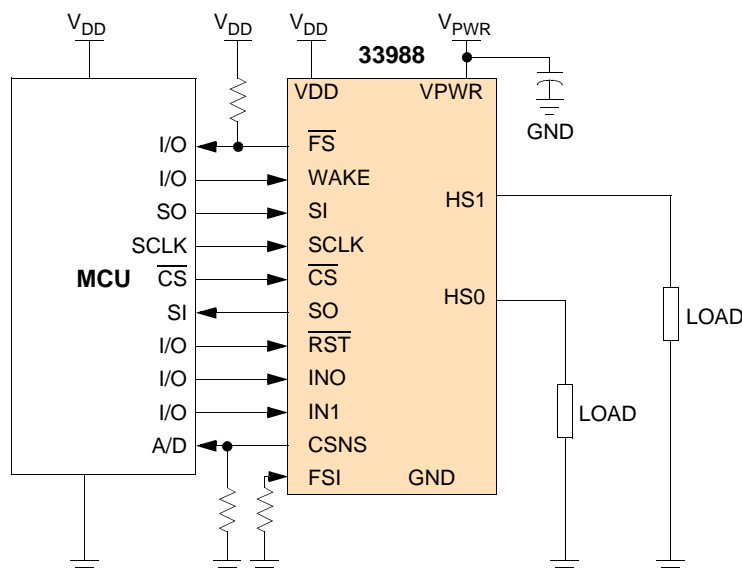 VDD VDD VDD VPWR
33988
VDD VPWR
GND
I/O FS
I/O WAKE
SO SI
HS1
SCLK SCLK
MCU CS CS
HS0
SI SO
LOAD
I/O RST
I/O INO
I/O IN1
LOAD
A/D CSNS
FSI GND